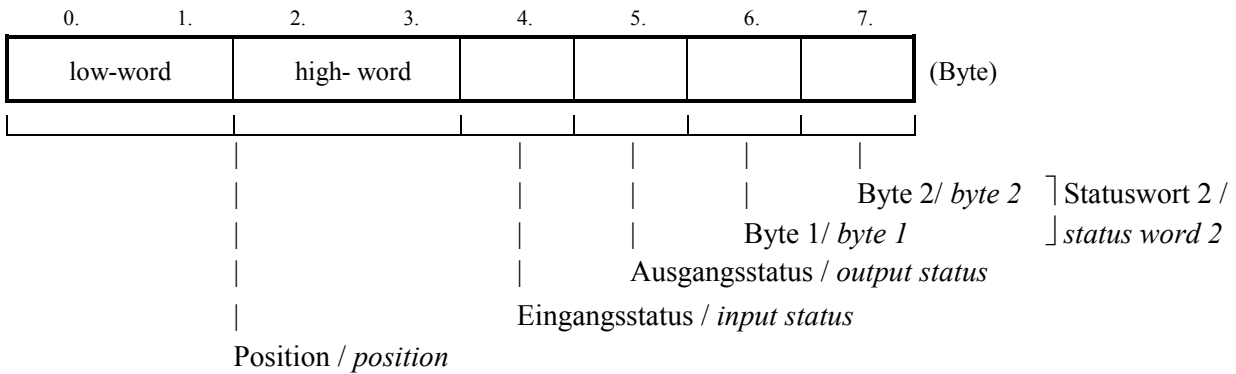 0. 1. 2. 3. 4. 5. 6. 7.
low-word high- word (Byte)
Byte 2/ byte 2 Statuswort 2 /
Byte 1/ byte 1 status word 2
Ausgangsstatus / output status
Eingangsstatus / input status
Position / position